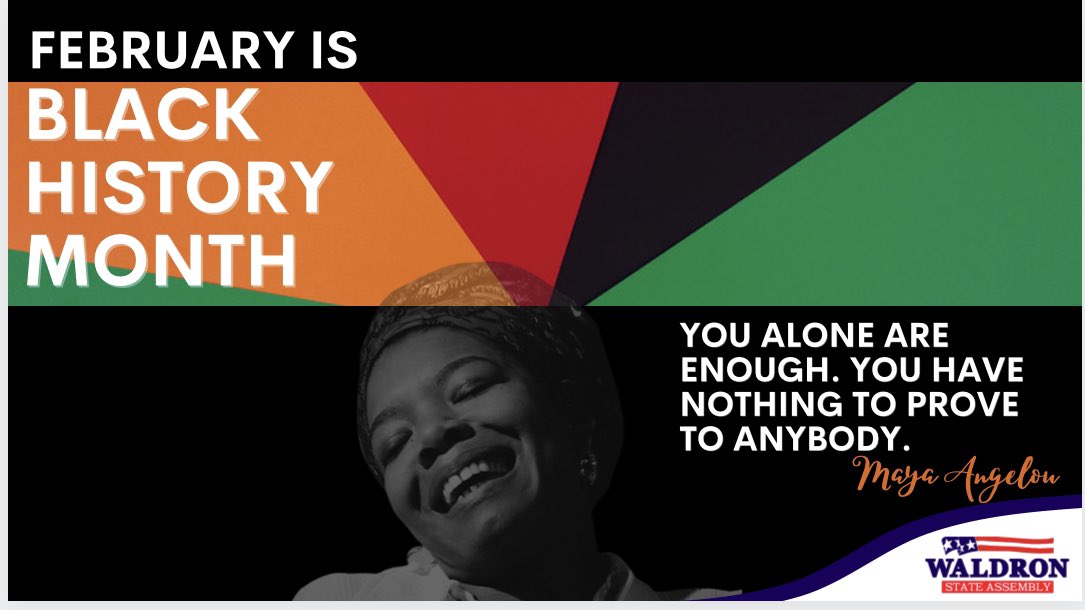 FEBRUARY IS
BLACK
HISTORY
MONTH
YOU ALONE ARE
ENOUGH. YOU HAVE
NOTHING TO PROVE
TO ANYBODY.
Maya Angelou
WALDRON
STATE ASSEMBLY